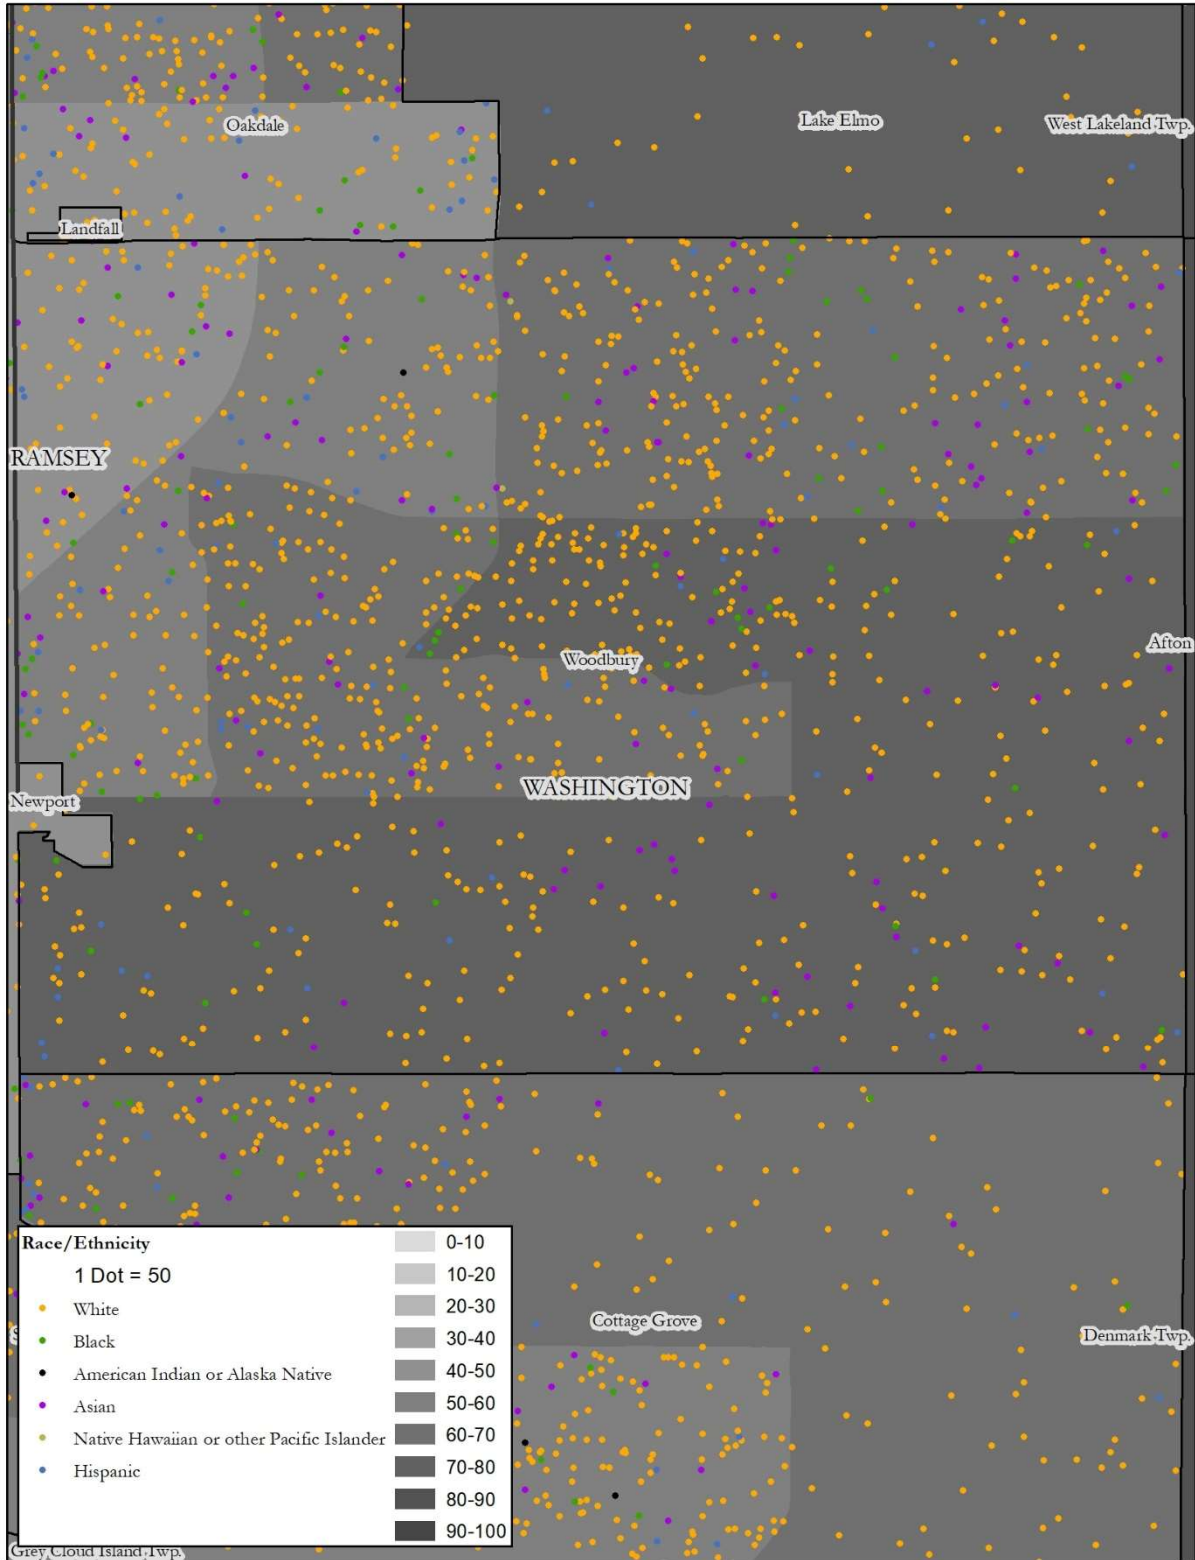 Oakdale
Lake Elmo
West Lakeland Twp.
Landfall
RAMSEY
Woodbury
Afton
WASHINGTON
Newport
Race/Ethnicity
1 Dot = 50
White
Black
American Indian or Alaska Native
Asian
Native Hawaiian or other Pacific Islander
Hispanic
0-10
10-20
20-30
30-40
40-50
50-60
60-70
70-80
80-90
90-100
Cottage Grove
Denmark Twp.
Grey Cloud Island Twp.